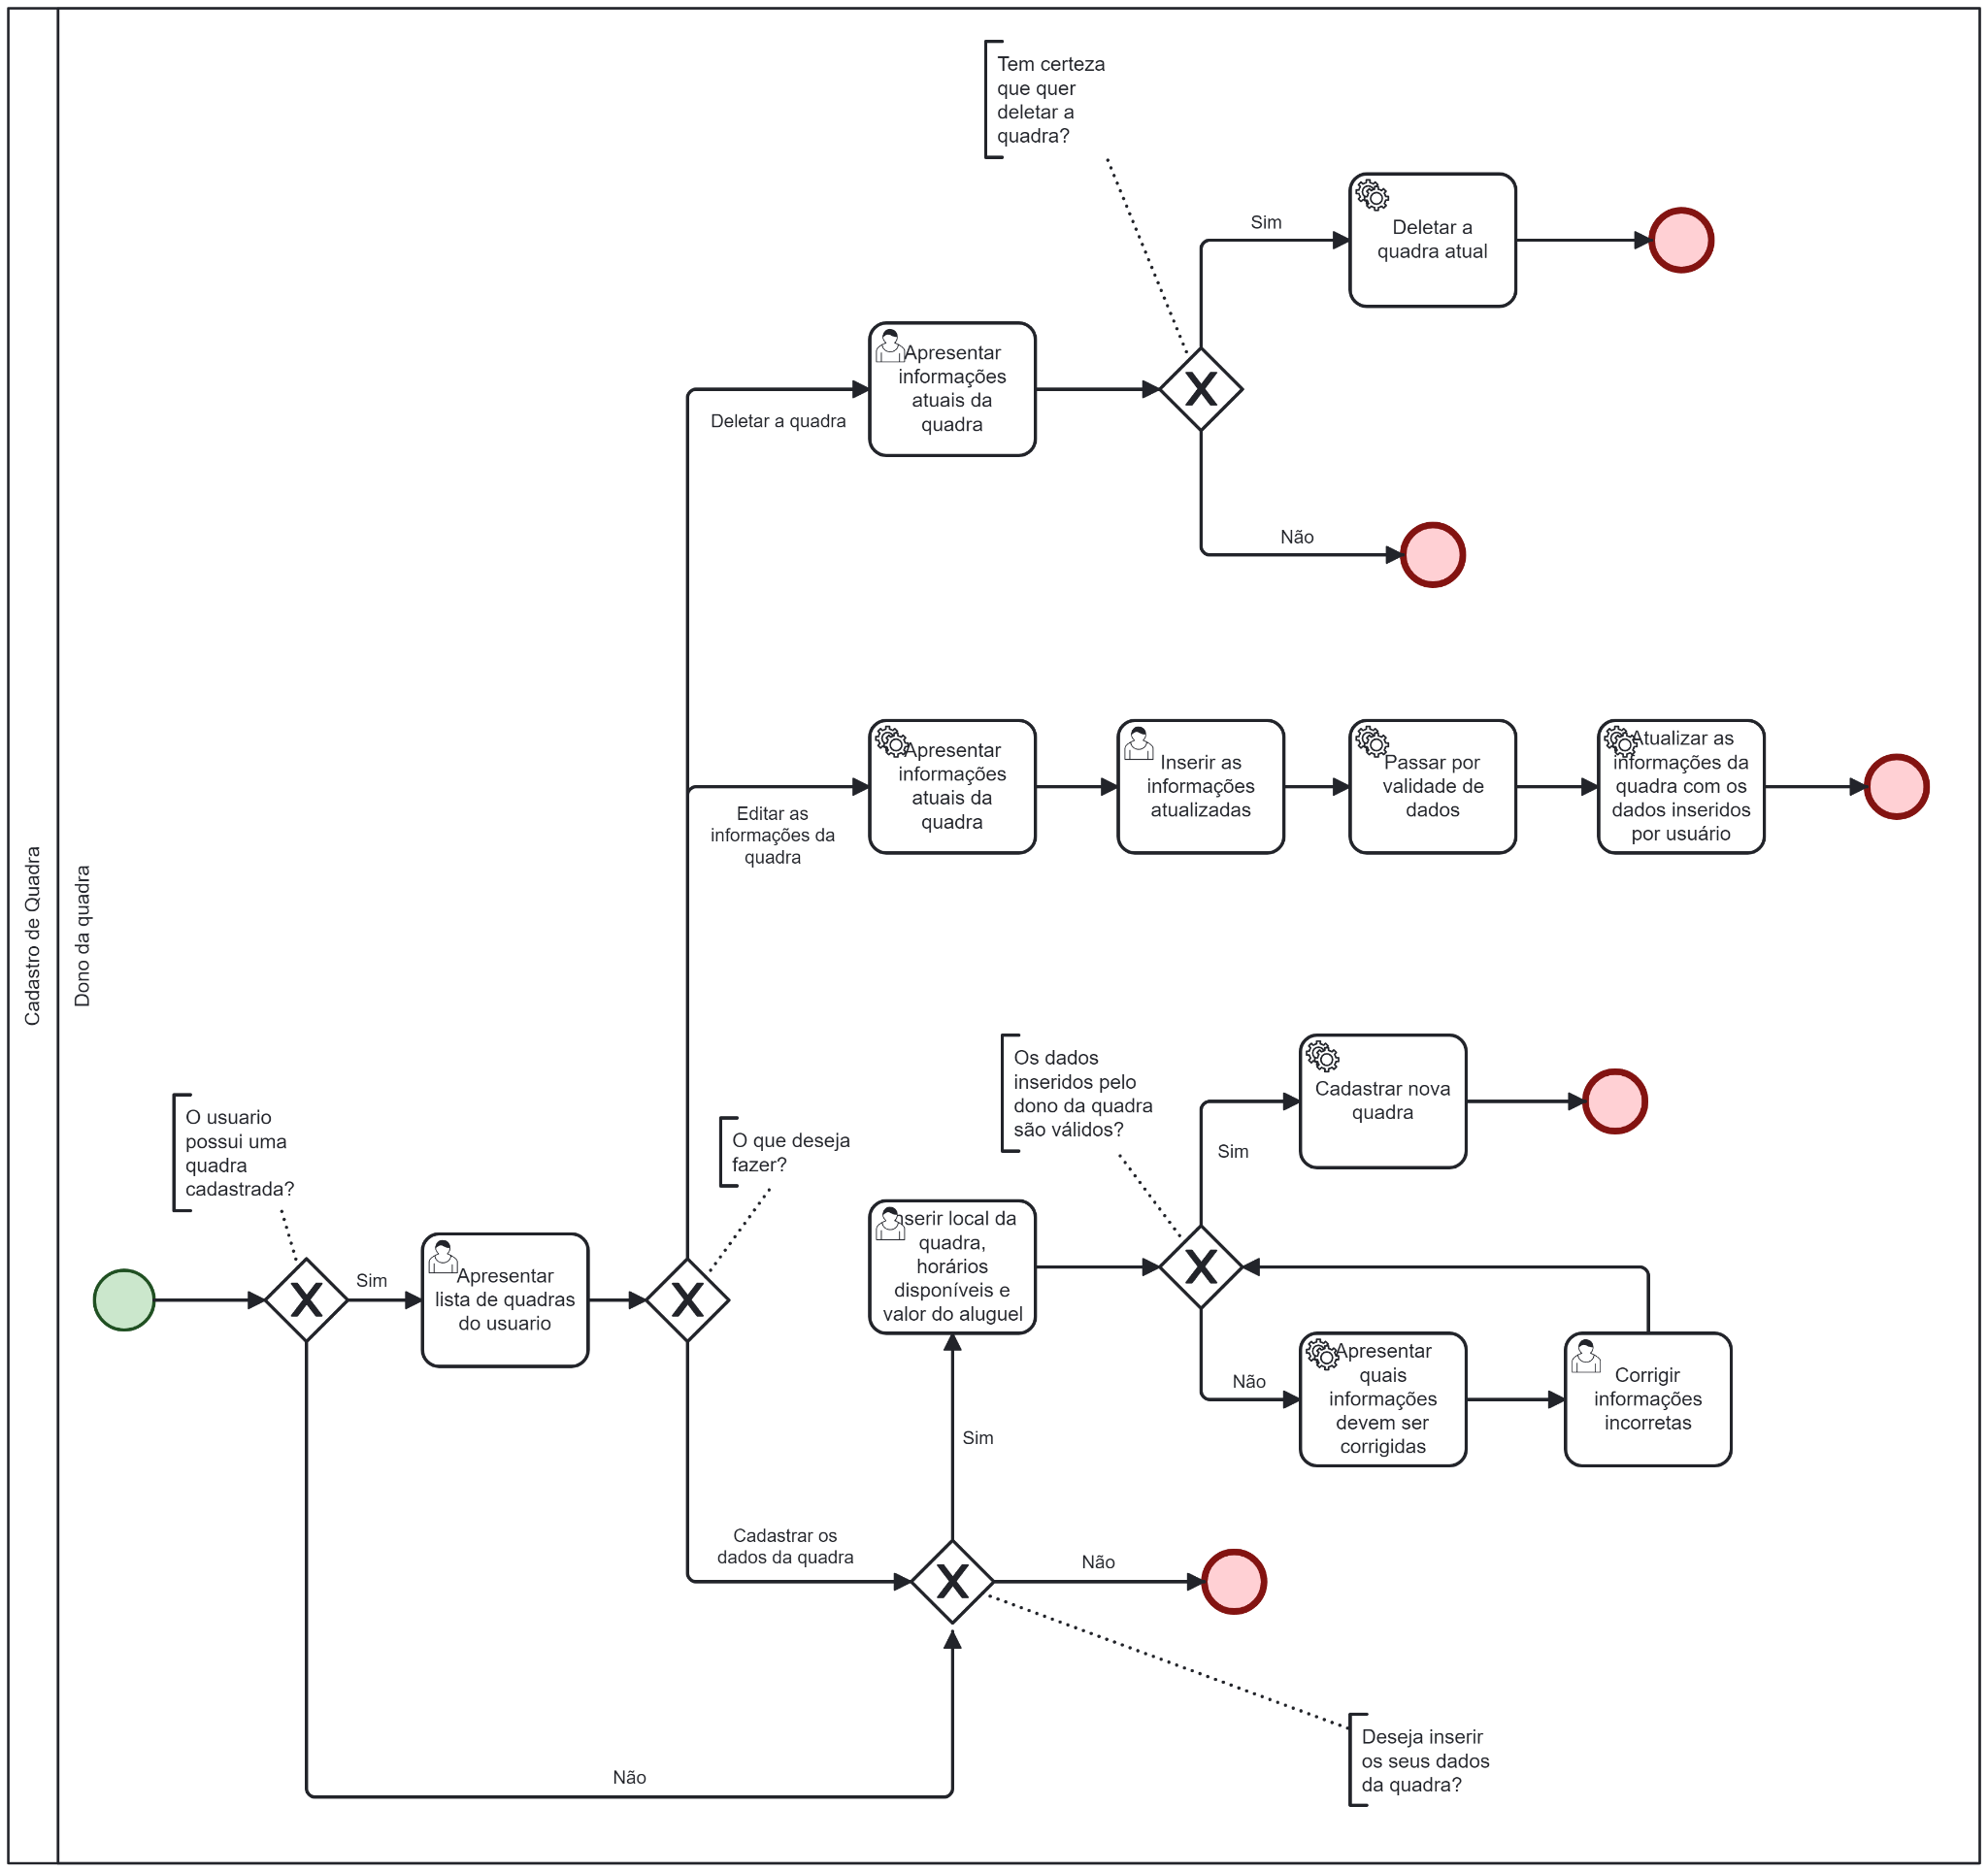 Cadastro de Quadra
Dono da quadra
Tem certeza
que quer
deletar a
quadra?
Sim
Deletar a
quadra atual
Apresentar
informações
atuais da
quadra
Deletar a quadra
Não
Apresentar
informações
atuais da
quadra
Inserir as
informações
atualizadas
Passar por
validade de
dados
Atualizar as
informações da
quadra com os
dados inseridos
por usuário
Editar as
informações da
quadra
Os dados
inseridos pelo
dono da quadra
são válidos?
Cadastrar nova
quadra
Sim
O usuario
possui uma
quadra
cadastrada?
O que deseja
fazer?
Inserir local da
quadra,
horários
disponíveis e
valor do aluguel
Sim
Apresentar
lista de quadras
do usuario
Não
Apresentar
quais
informações
devem ser
corrigidas
Corrigir
informações
incorretas
Sim
Cadastrar os
dados da quadra
Não
Não
Deseja inserir
os seus dados
da quadra?